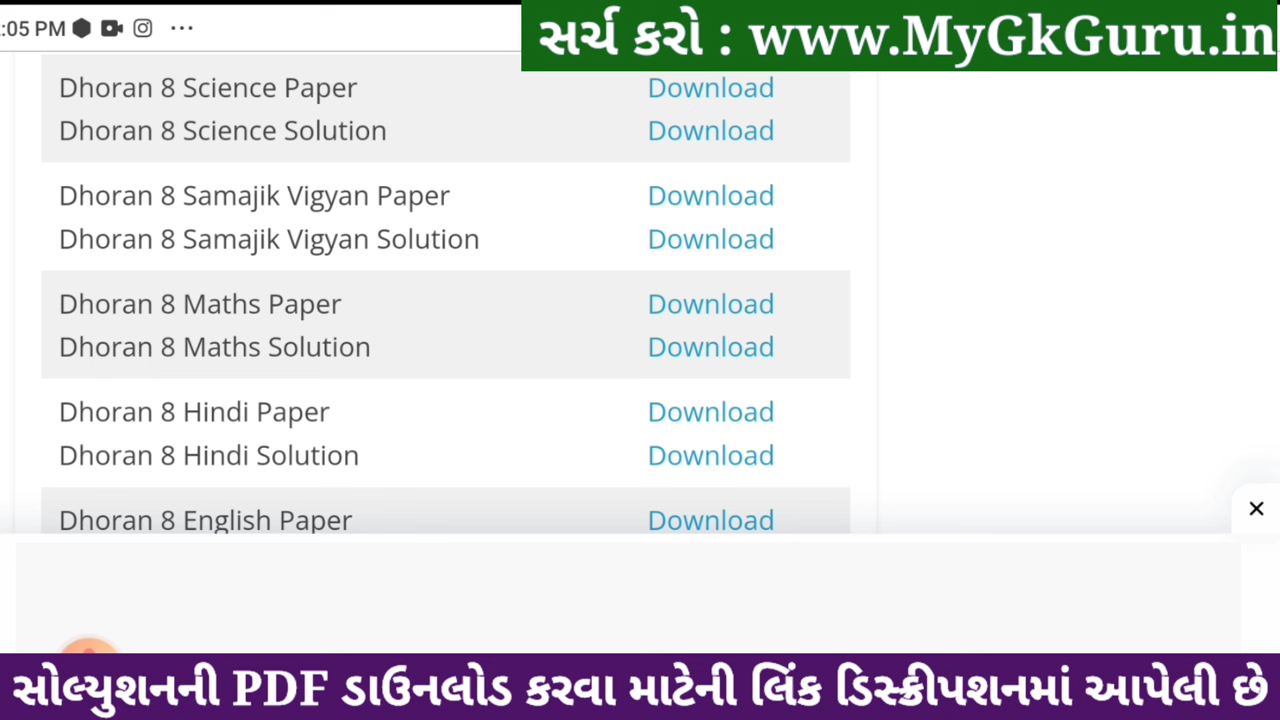 :05 PM ...
સર્ચ કરો : www.MyGkGuru.in
Dhoran 8 Science Paper Download
Dhoran 8 Science Solution Download
Dhoran 8 Samajik Vigyan Paper Download
Dhoran 8 Samajik Vigyan Solution Download
Dhoran 8 Maths Paper Download
Dhoran 8 Maths Solution Download
Dhoran 8 Hindi Paper Download
Dhoran 8 Hindi Solution Download
Dhoran 8 English Paper Download
સોલ્યુશનની PDF ડાઉનલોડ કરવા માટેની લિંક ડિસ્ક્રીપશનમાં આપેલી છે